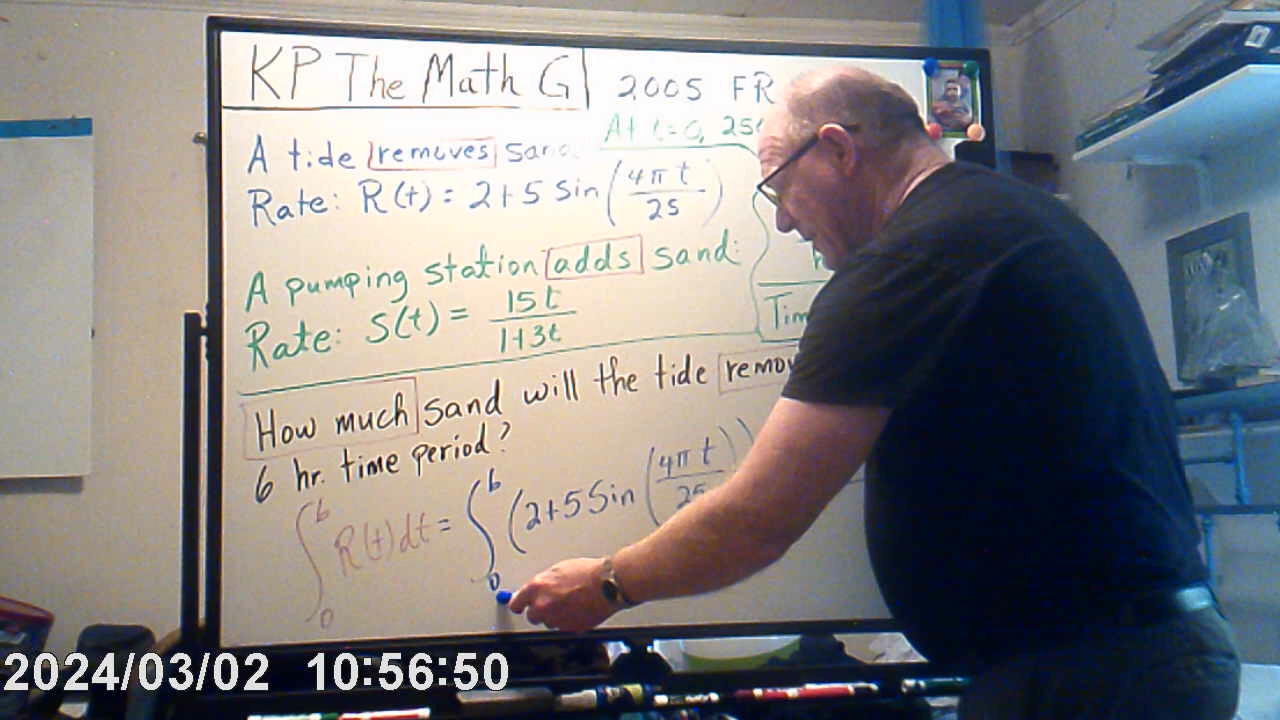 KP The Math G
2005 FR
At t=0, 250
A tide removes sand
Rate: R(t) = 2+5 Sin(4πt/25)
A pumping station adds sand:
Rate: S(t) = 15t/1+3t
Tim
How much sand will the tide remov
6 hr. time period?
∫₀⁶ R(t)dt = ∫₀⁶ (2+5 Sin(4πt/25))
2024/03/02 10:56:50